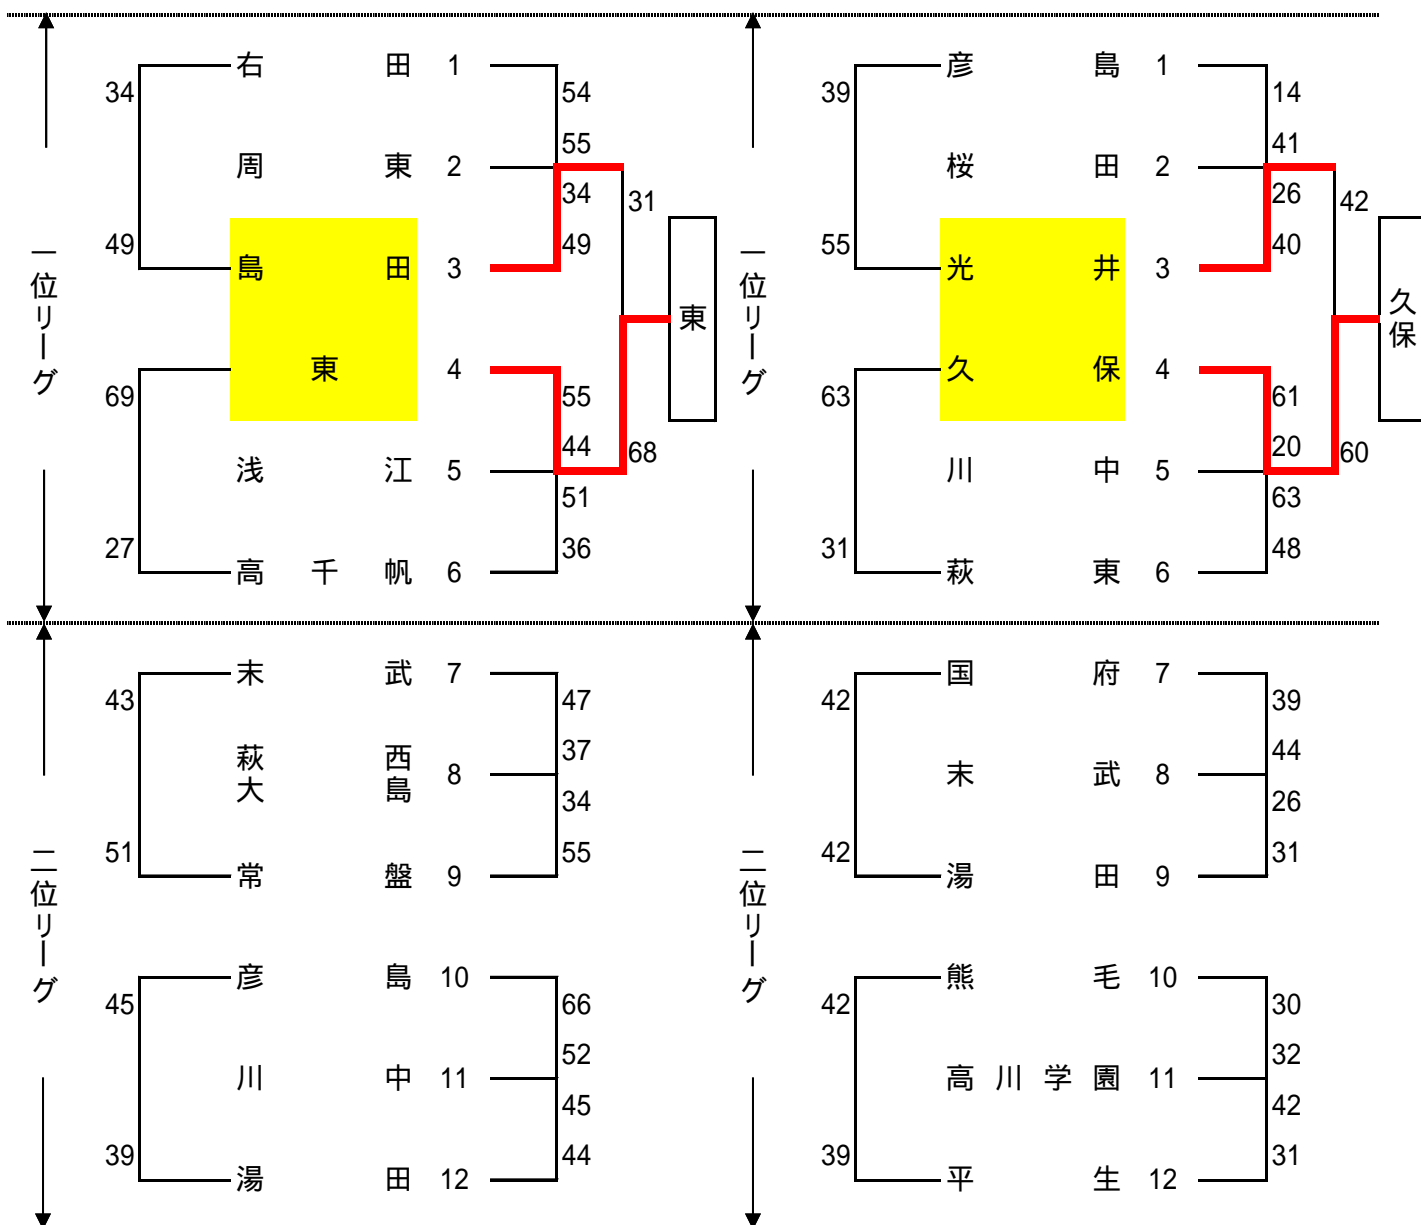 右田 1
34
54
55
周東 2
34
31
49
49
島田 3
東
一位リーグ
東 4
69
55
44
68
浅江 5
51
27
36
高千帆 6
彦島 1
39
14
41
桜田 2
26
42
55
40
光井 3
久保
一位リーグ
久保 4
63
61
20
60
川中 5
63
31
48
萩東 6
末武 7
43
47
37
萩西
大島
8
34
51
55
常盤 9
二位リーグ
彦島 10
45
66
52
川中 11
45
39
44
湯田 12
国府 7
42
39
44
末武 8
26
42
31
湯田 9
二位リーグ
熊毛 10
42
30
32
高川学園 11
42
39
31
平生 12